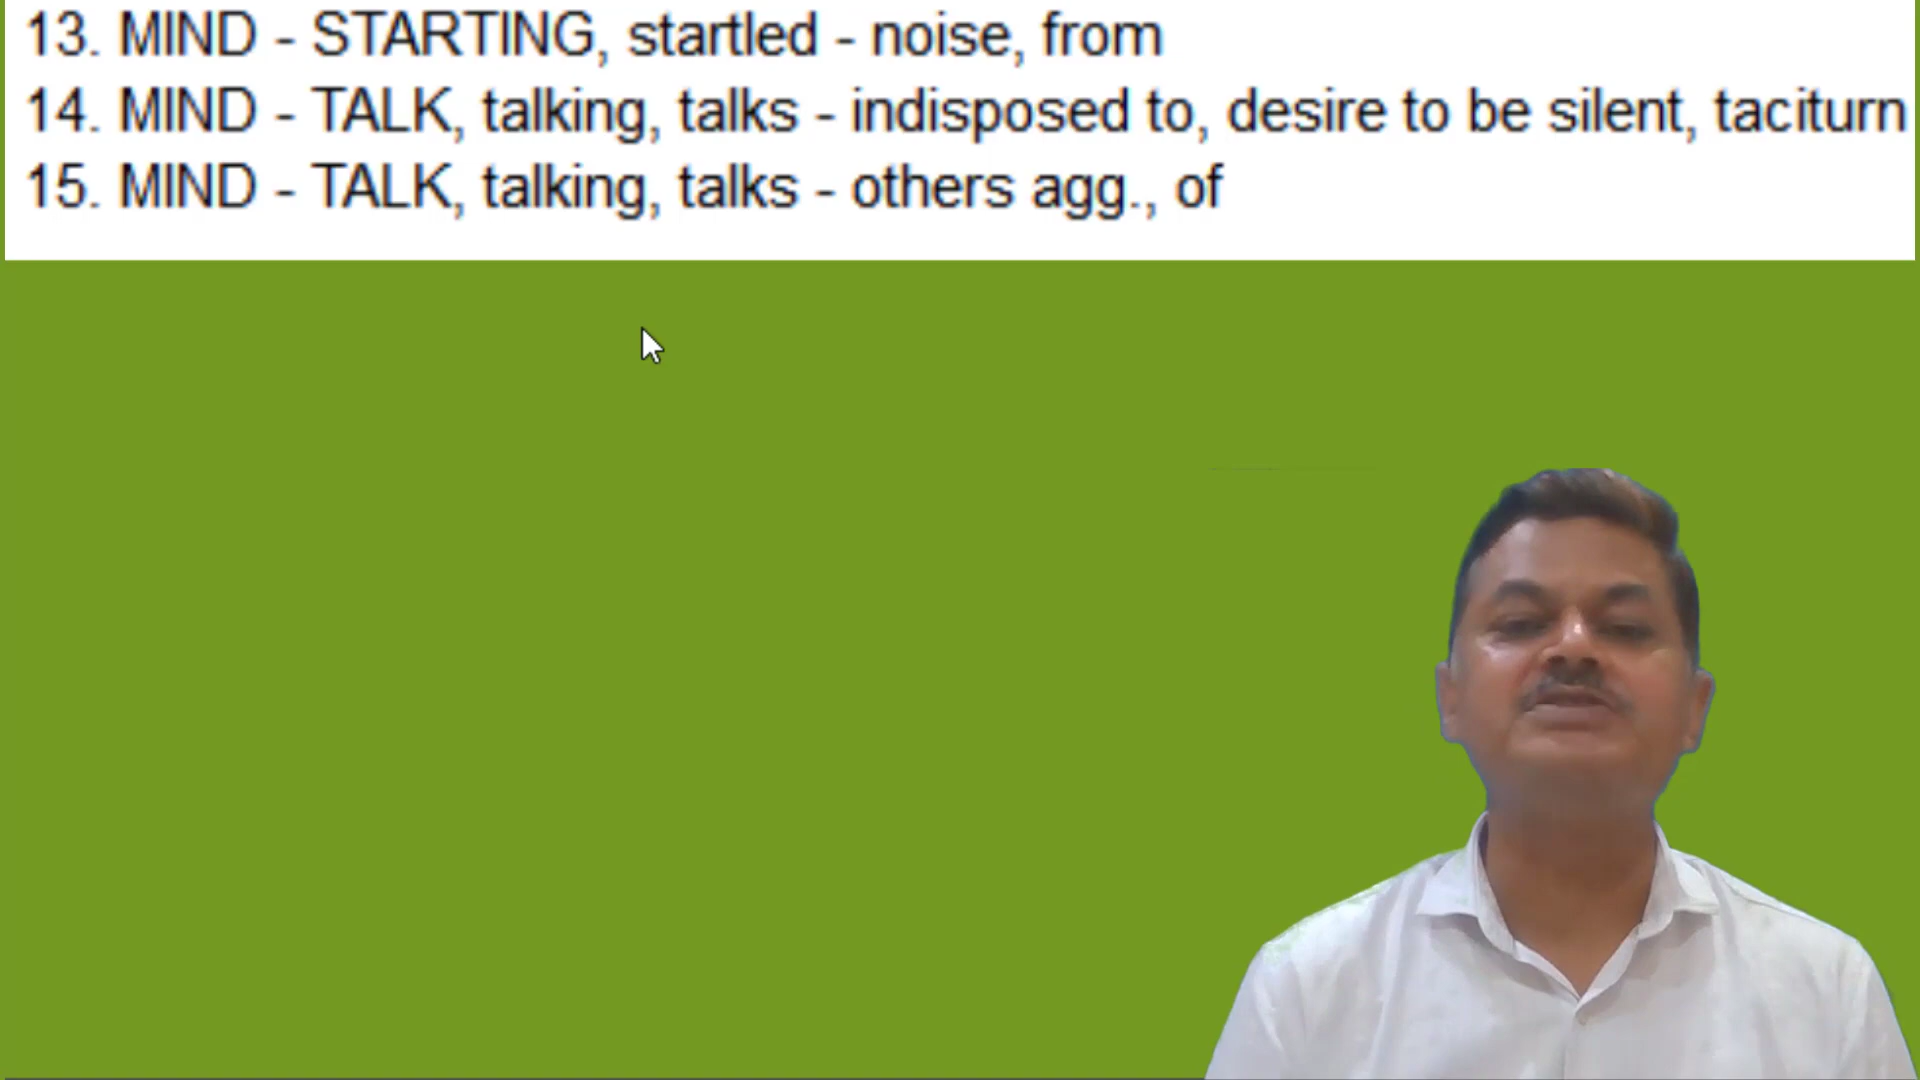 13. MIND - STARTING, startled - noise, from
14. MIND - TALK, talking, talks - indisposed to, desire to be silent, taciturn
15. MIND - TALK, talking, talks - others agg., of